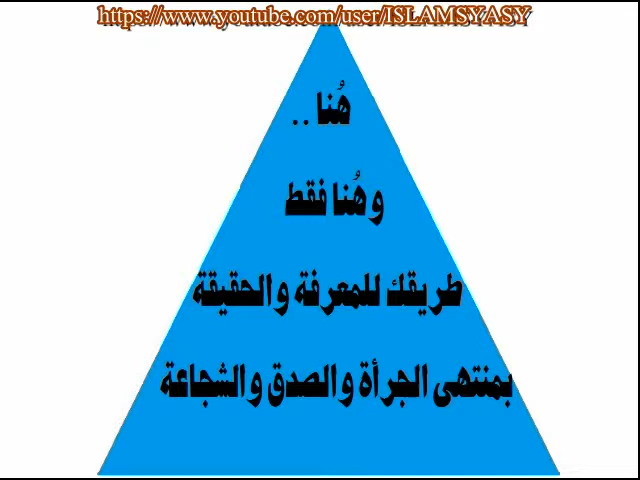 https://www.youtube.com/user/ISLAMSYASY
هُنا ..
وهُنا فقط
طريقك للمعرفة والحقيقة
بمنتهى الجرأة والصدق والشجاعة